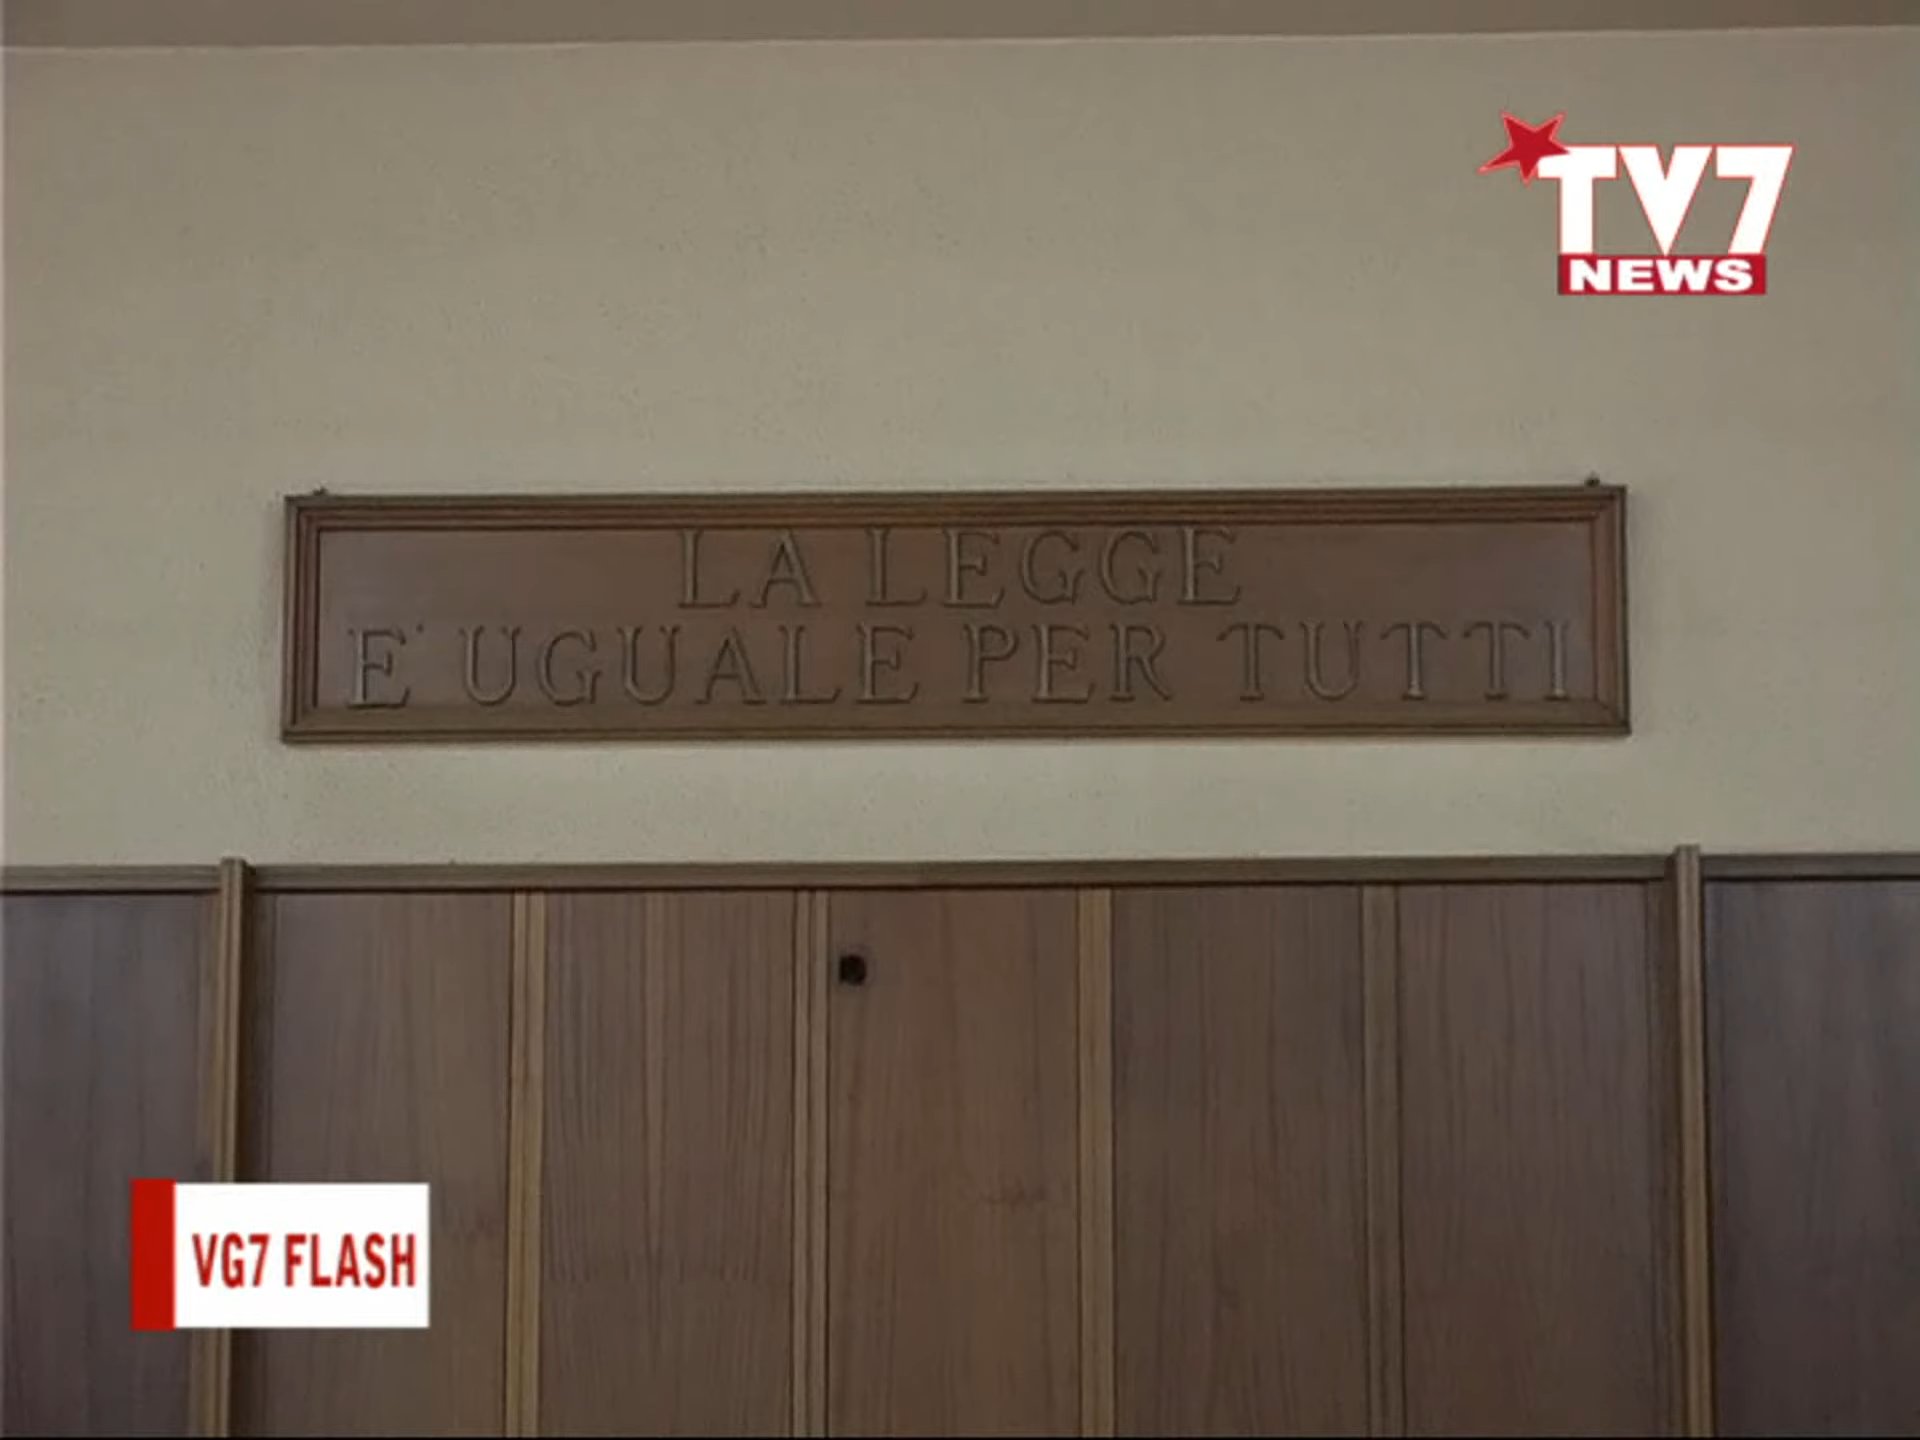 TV7
NEWS
LA LEGGE
E' UGUALE PER TUTTI
VG7 FLASH